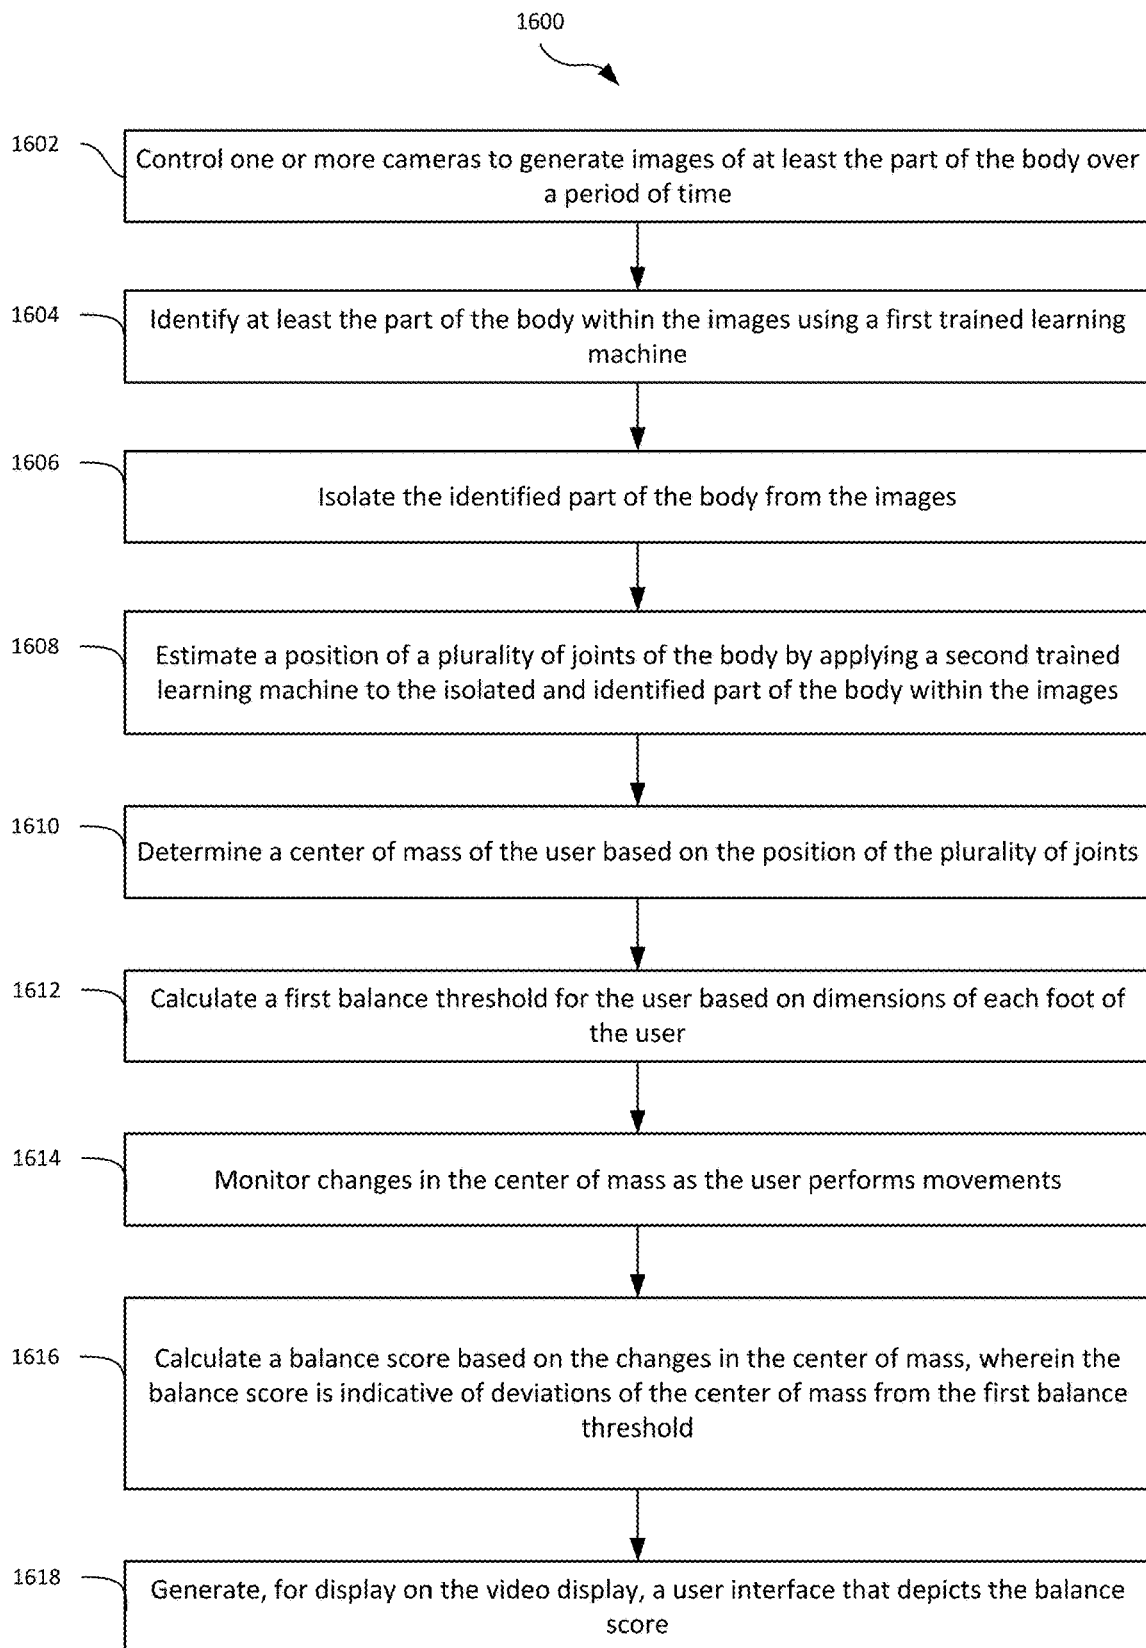 1600
1602
Control one or more cameras to generate images of at least the part of the body over
a period of time
1604
Identify at least the part of the body within the images using a first trained learning
machine
1606
Isolate the identified part of the body from the images
1608
Estimate a position of a plurality of joints of the body by applying a second trained
learning machine to the isolated and identified part of the body within the images
1610
Determine a center of mass of the user based on the position of the plurality of joints
1612
Calculate a first balance threshold for the user based on dimensions of each foot of
the user
1614
Monitor changes in the center of mass as the user performs movements
1616
Calculate a balance score based on the changes in the center of mass, wherein the
balance score is indicative of deviations of the center of mass from the first balance
threshold
1618
Generate, for display on the video display, a user interface that depicts the balance
score